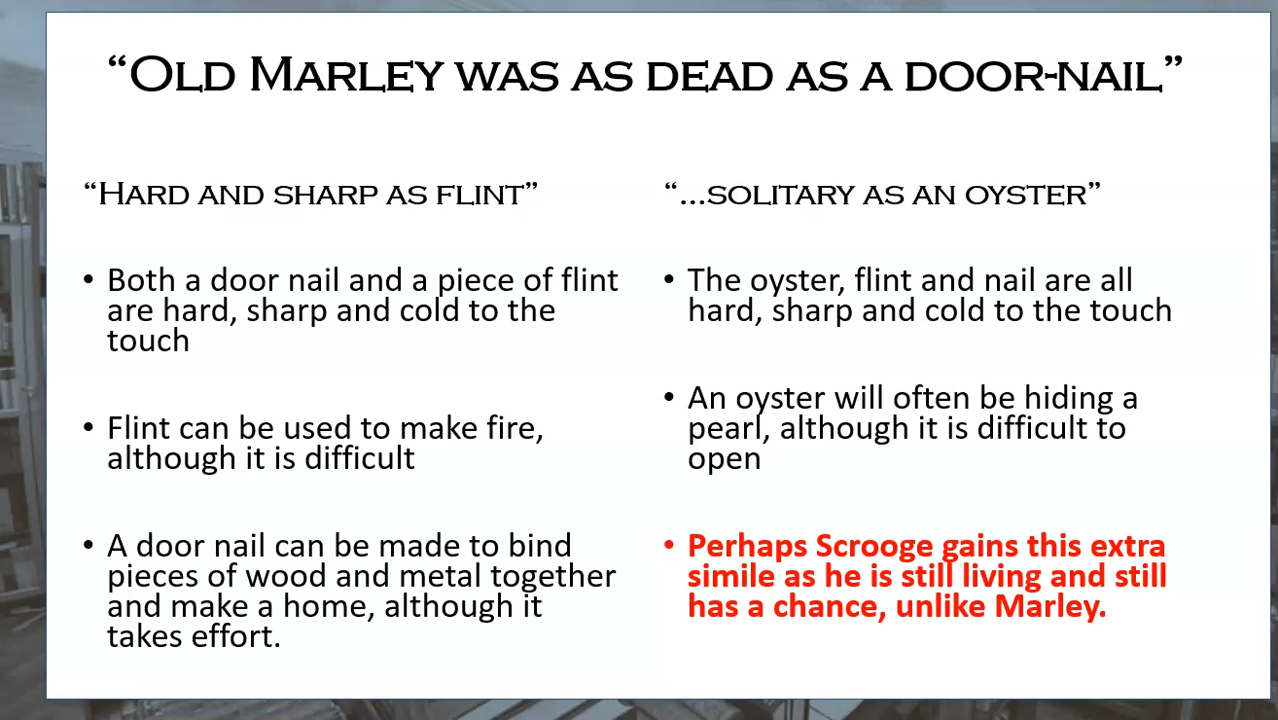 “Old Marley was as dead as a door-nail”
“Hard and sharp as flint”
• Both a door nail and a piece of flint
are hard, sharp and cold to the
touch
• Flint can be used to make fire,
although it is difficult
• A door nail can be made to bind
pieces of wood and metal together
and make a home, although it
takes effort.
“…solitary as an oyster”
• The oyster, flint and nail are all
hard, sharp and cold to the touch
• An oyster will often be hiding a
pearl, although it is difficult to
open
• Perhaps Scrooge gains this extra
simile as he is still living and still
has a chance, unlike Marley.